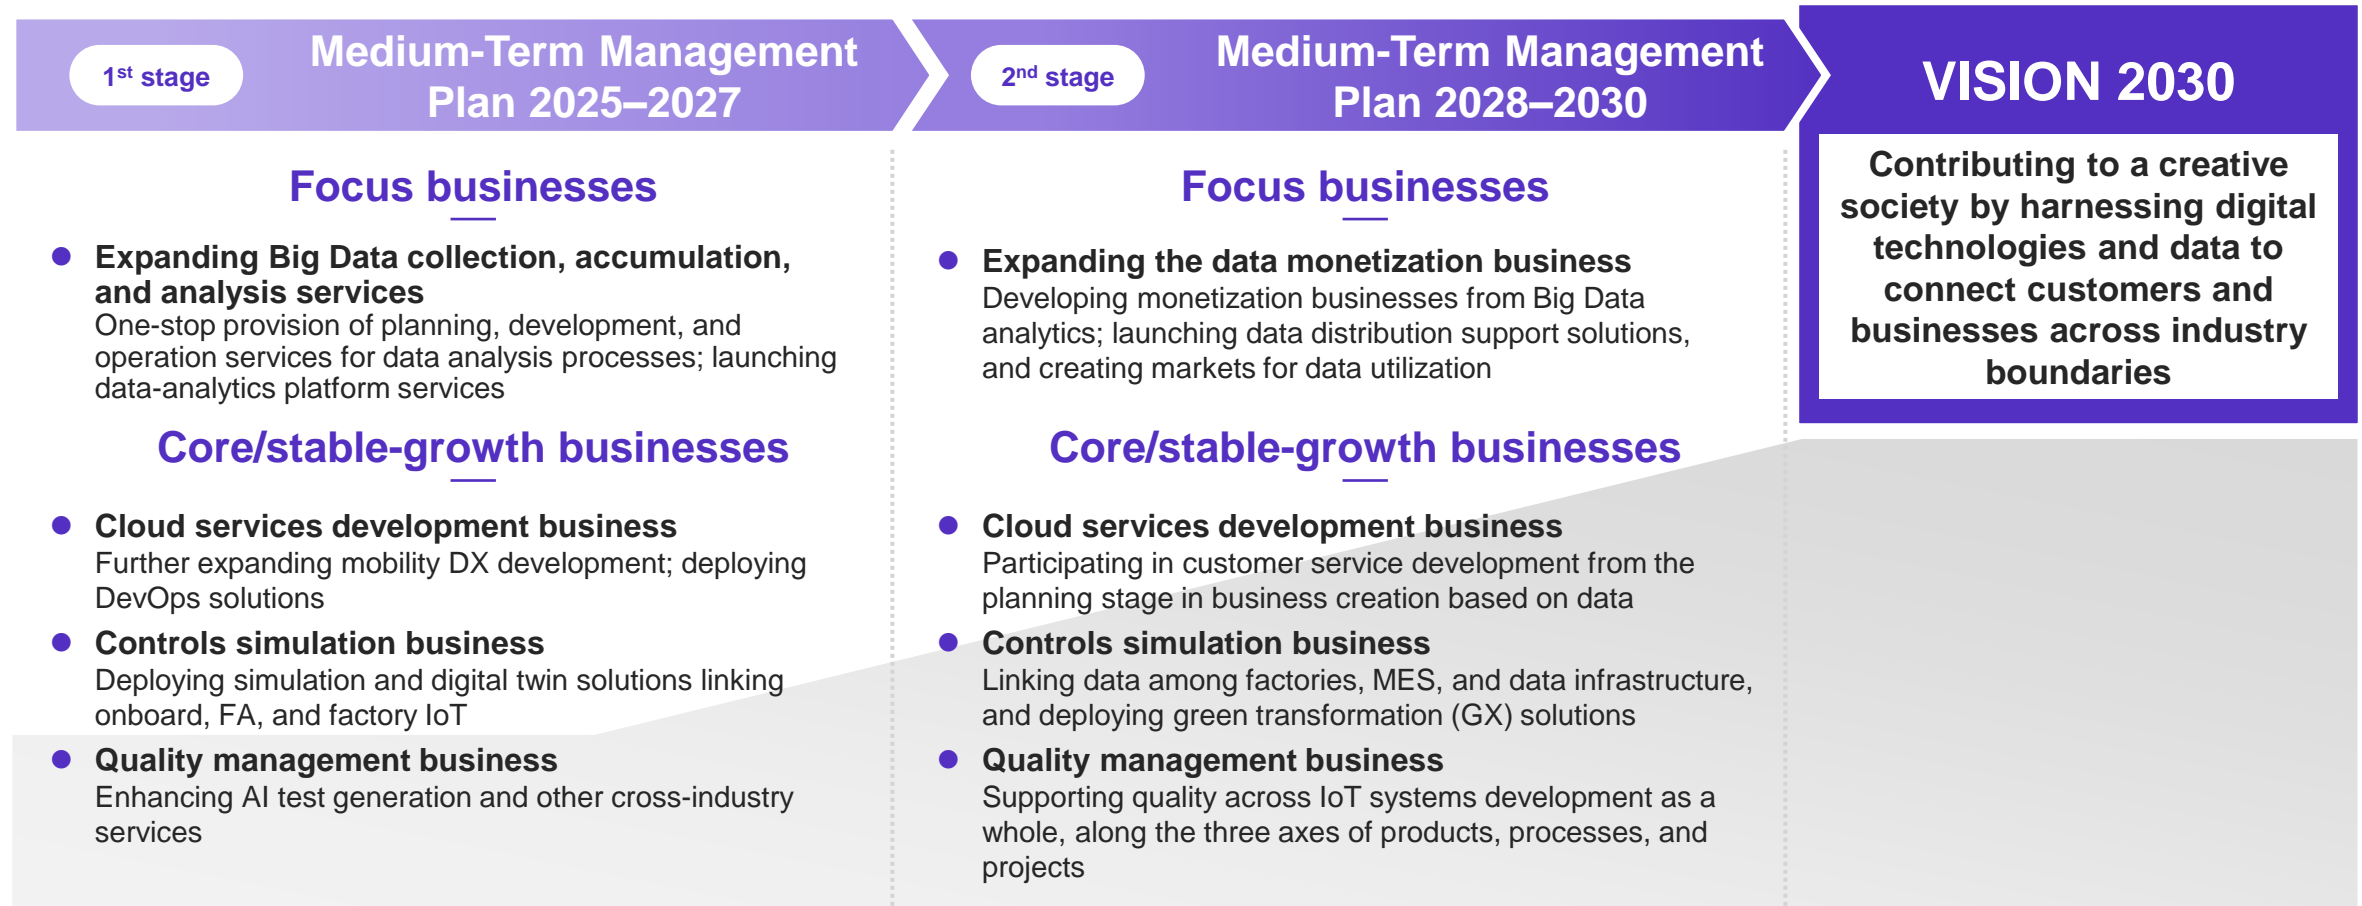 1st stage
Medium-Term Management
Plan 2025–2027
Focus businesses
Expanding Big Data collection, accumulation,
and analysis services
One-stop provision of planning, development, and
operation services for data analysis processes; launching
data-analytics platform services
Core/stable-growth businesses
Cloud services development business
Further expanding mobility DX development; deploying
DevOps solutions
Controls simulation business
Deploying simulation and digital twin solutions linking
onboard, FA, and factory IoT
Quality management business
Enhancing AI test generation and other cross-industry
services
2nd stage
Medium-Term Management
Plan 2028–2030
Focus businesses
Expanding the data monetization business
Developing monetization businesses from Big Data
analytics; launching data distribution support solutions,
and creating markets for data utilization
Core/stable-growth businesses
Cloud services development business
Participating in customer service development from the
planning stage in business creation based on data
Controls simulation business
Linking data among factories, MES, and data infrastructure,
and deploying green transformation (GX) solutions
Quality management business
Supporting quality across IoT systems development as a
whole, along the three axes of products, processes, and
projects
VISION 2030
Contributing to a creative
society by harnessing digital
technologies and data to
connect customers and
businesses across industry
boundaries